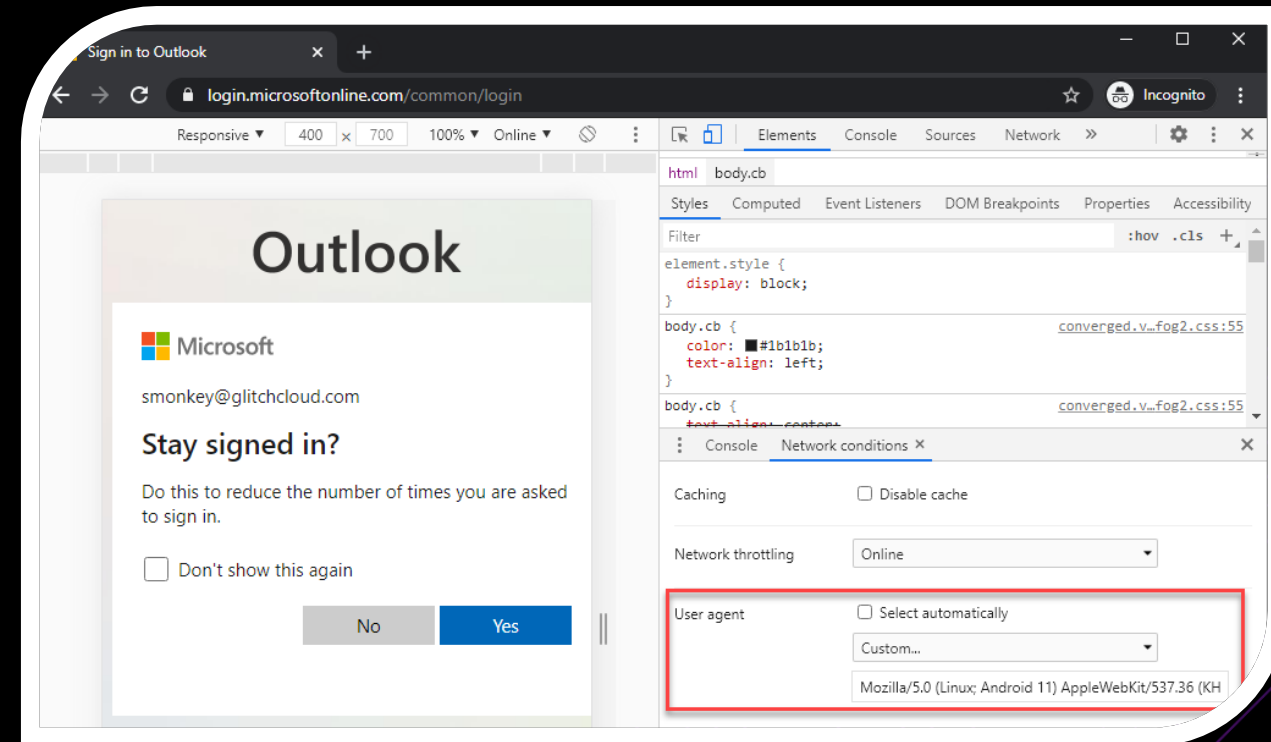 Sign in to Outlook
login.microsoftonline.com/common/login
Incognito
Responsive ▼ 400 x 700 100% ▼ Online ▼
Elements Console Sources Network »
html body.cb
Styles Computed Event Listeners DOM Breakpoints Properties Accessibility
Filter :hov .cls +
element.style {
display: block;
}
body.cb { converged.v…fog2.css:55
color: #1b1b1b;
text-align: left;
}
body.cb { converged.v…fog2.css:55
text-align: center;
Outlook
Microsoft
smonkey@glitchcloud.com
Stay signed in?
Do this to reduce the number of times you are asked
to sign in.
Don't show this again
No Yes
Console Network conditions ×
Caching Disable cache
Network throttling Online
User agent Select automatically
Custom...
Mozilla/5.0 (Linux; Android 11) AppleWebKit/537.36 (KH